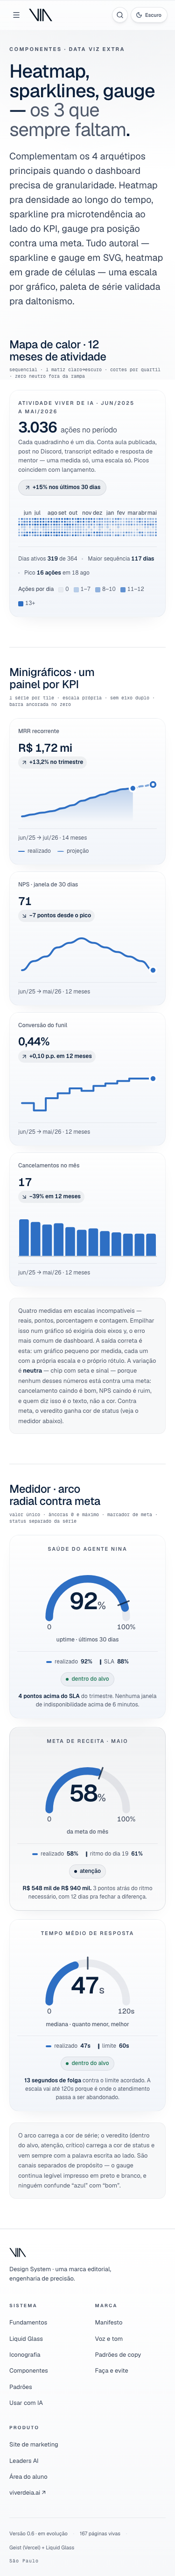 VIA
Escuro
COMPONENTES · DATA VIZ EXTRA
Heatmap,
sparklines, gauge
— os 3 que
sempre faltam.
Complementam os 4 arquétipos
principais quando o dashboard
precisa de granularidade. Heatmap
pra densidade ao longo do tempo,
sparkline pra microtendência ao
lado do KPI, gauge pra proporção
contra uma meta. Tudo autoral —
sparkline e gauge em SVG, heatmap
em grade de células — uma escala
por gráfico, paleta de série validada
pra daltonismo.
Mapa de calor · 12
meses de atividade
sequencial · 1 matiz claro→escuro · cortes por quartil
· zero neutro fora da rampa
ATIVIDADE VIVER DE IA · JUN/2025
A MAI/2026
3.036 ações no período
Cada quadradinho é um dia. Conta aula publicada,
post no Discord, transcrição editada e resposta de
mentor — uma medida só, uma escala só. Picos
coincidem com lançamentos.
+15% nos últimos 30 dias
jun jul ago set out nov dez jan fev mar abr mai
Dias ativos 319 de 364 · Maior sequência 117 dias
· Pico 16 ações em 18 ago
Ações por dia 0 1–7 8–10 11–12
13+
Minigráficos · um
painel por KPI
1 série por tile · escala própria · sem eixo duplo ·
barra ancorada no zero
MRR recorrente
R$ 1,72 mi
+13,2% no trimestre
jun/25 → jul/26 · 14 meses
realizado projeção
NPS · janela de 30 dias
71
−7 pontos desde o pico
jun/25 → mai/26 · 12 meses
Conversão do funil
0,44%
+0,10 p.p. em 12 meses
jun/25 → mai/26 · 12 meses
Cancelamentos no mês
17
−39% em 12 meses
jun/25 → mai/26 · 12 meses
Quatro medidas em escalas incompatíveis —
reais, pontos, porcentagem e contagem. Empilhar
isso num gráfico só exigiria dois eixos y, o erro
mais comum de dashboard. A saída correta é
esta: um gráfico pequeno por medida, cada um
com a própria escala e o próprio rótulo. A variação
é neutra — chip com seta e sinal — porque
nenhum desses números está contra uma meta:
cancelamento caindo é bom, NPS caindo é ruim,
e quem diz isso é o texto, não a cor. Contra
meta, o veredito ganha cor de status (veja o
medidor abaixo).
Medidor · arco
radial contra meta
valor único · âncoras 0 e máximo · marcador de meta ·
status separado da série
SAÚDE DO AGENTE NINA
92%
0 100%
uptime · últimos 30 dias
realizado 92% SLA 88%
dentro do alvo
4 pontos acima do SLA do trimestre. Nenhuma janela
de indisponibilidade acima de 6 minutos.
META DE RECEITA · MAIO
58%
0 100%
da meta do mês
realizado 58% ritmo do dia 19 61%
atenção
R$ 548 mil de R$ 940 mil. 3 pontos atrás do ritmo
necessário, com 12 dias pra fechar a diferença.
TEMPO MÉDIO DE RESPOSTA
47s
0 120s
mediana · quanto menor, melhor
realizado 47s limite 60s
dentro do alvo
13 segundos de folga contra o limite acordado. A
escala vai até 120s porque é onde o atendimento
passa a ser abandonado.
O arco carrega a cor de série; o veredito (dentro
do alvo, atenção, crítico) carrega a cor de status e
vem sempre com a palavra escrita ao lado. São
canais separados de propósito — o gauge
continua legível impresso em preto e branco, e
ninguém confunde “azul” com “bom”.
VIA
Design System · uma marca editorial,
engenharia de precisão.
SISTEMA
Fundamentos
Liquid Glass
Iconografia
Componentes
Padrões
Usar com IA
MARCA
Manifesto
Voz e tom
Padrões de copy
Faça e evite
PRODUTO
Site de marketing
Leaders AI
Área do aluno
viverdeia.ai ↗
Versão 0.6 · em evolução 167 páginas vivas
Geist (Vercel) + Liquid Glass
São Paulo